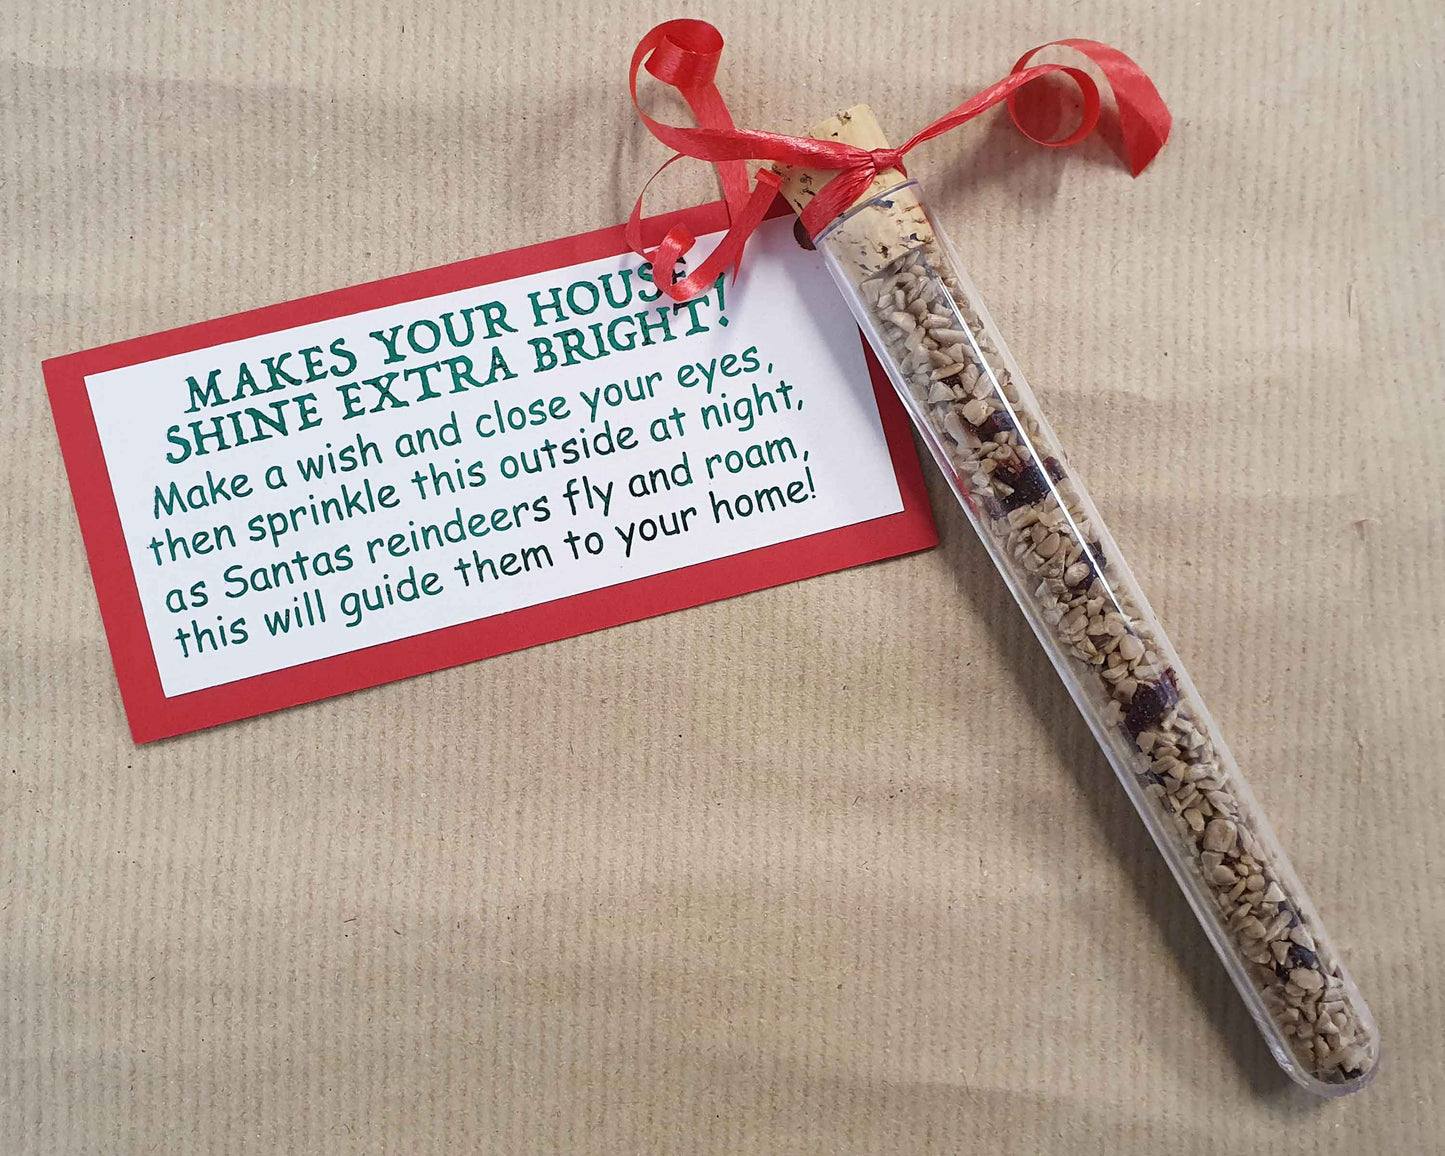 MAKES YOUR HOUSE
SHINE EXTRA BRIGHT!
Make a wish and close your eyes,
then sprinkle this outside at night,
as Santas reindeers fly and roam,
this will guide them to your home!